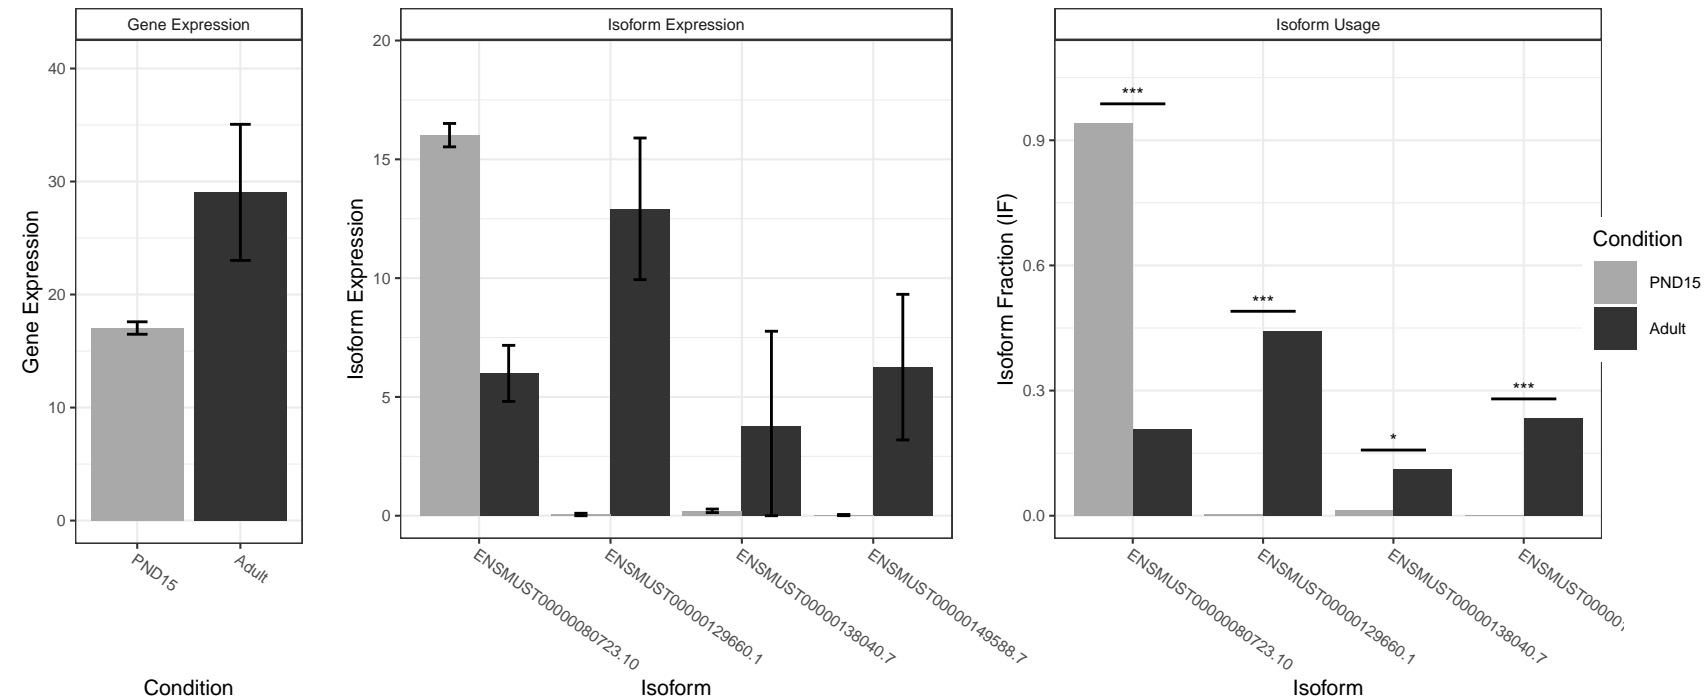 Gene Expression
Isoform Expression
Isoform Usage
Gene Expression
40
30
20
10
0
PND15
Adult
Condition
Isoform Expression
20
15
10
5
0
ENSMUST00000080723.10
ENSMUST00000129660.1
ENSMUST00000138040.7
ENSMUST00000149588.7
Isoform
Isoform Fraction (IF)
0.9
0.6
0.3
0.0
***
***
*
***
ENSMUST00000080723.10
ENSMUST00000129660.1
ENSMUST00000138040.7
Isoform
Condition
PND15
Adult